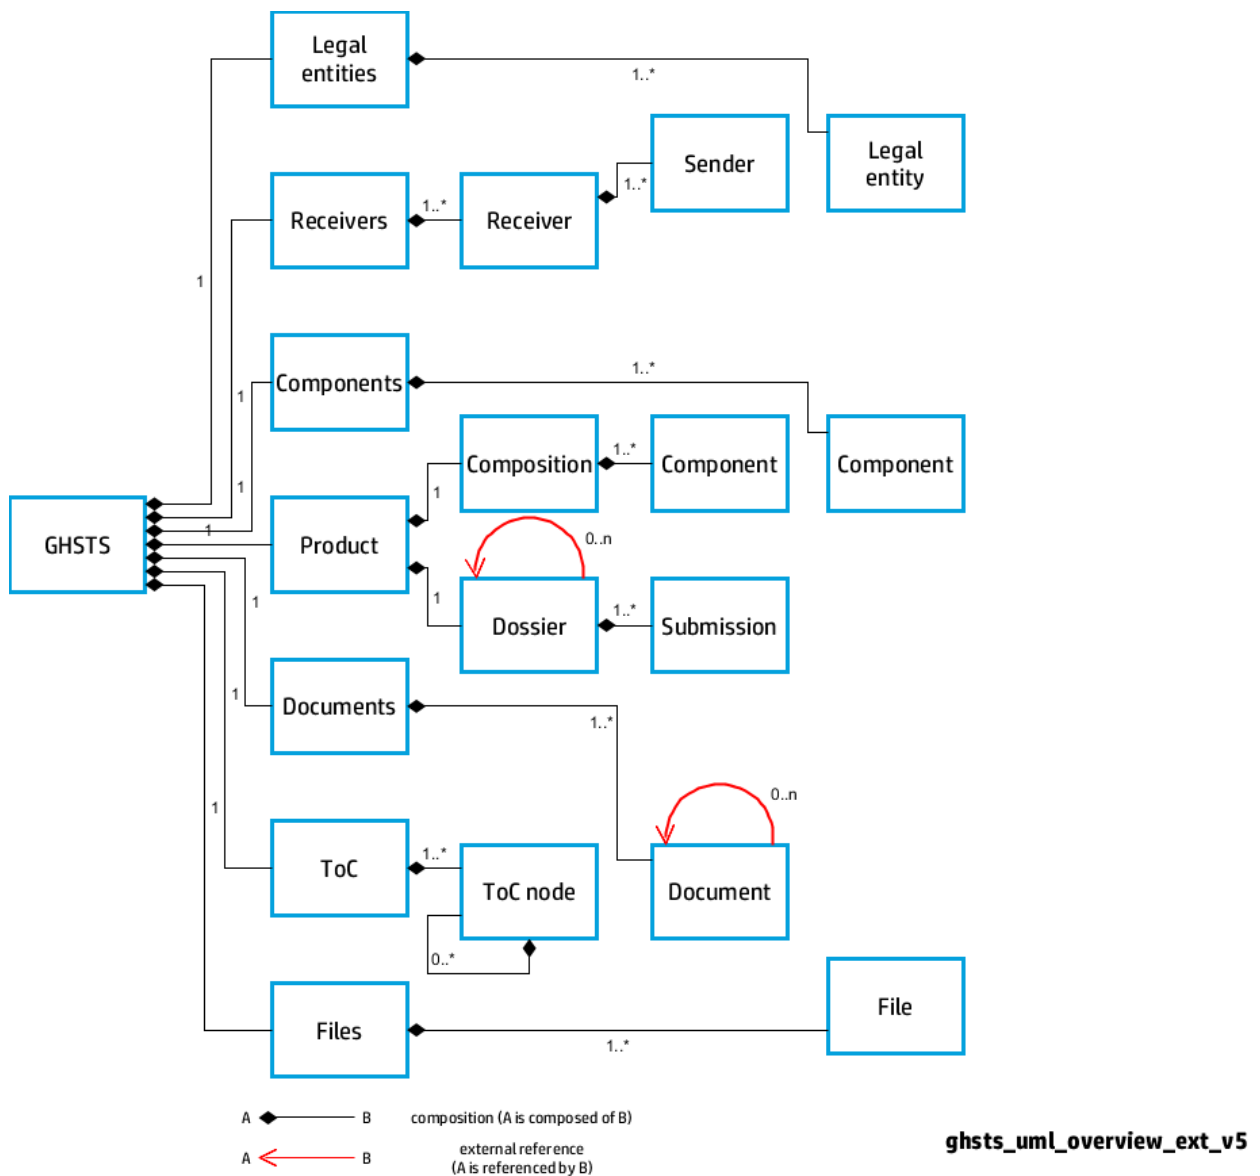 Legal
entities
1..*
Sender
Legal
entity
1..*
Receivers
1..*
Receiver
1
Components
1..*
1
Composition
1..*
Component
Component
1
1
GHSTS
1
Product
0..n
1
Dossier
1..*
Submission
1
Documents
1..*
1
0..n
1
ToC
1..*
ToC node
Document
0..*
File
Files
1..*
A
B
composition (A is composed of B)
A
B
external reference
(A is referenced by B)
ghsts_uml_overview_ext_v5